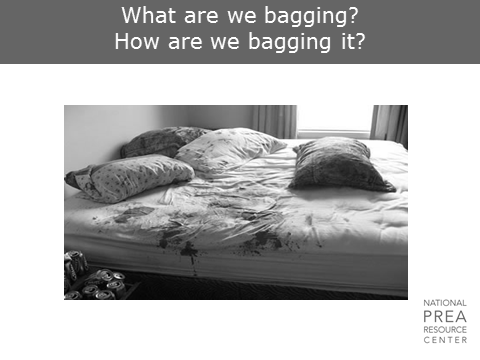 What are we bagging?
How are we bagging it?
NATIONAL
PREA
RESOURCE
CENTER